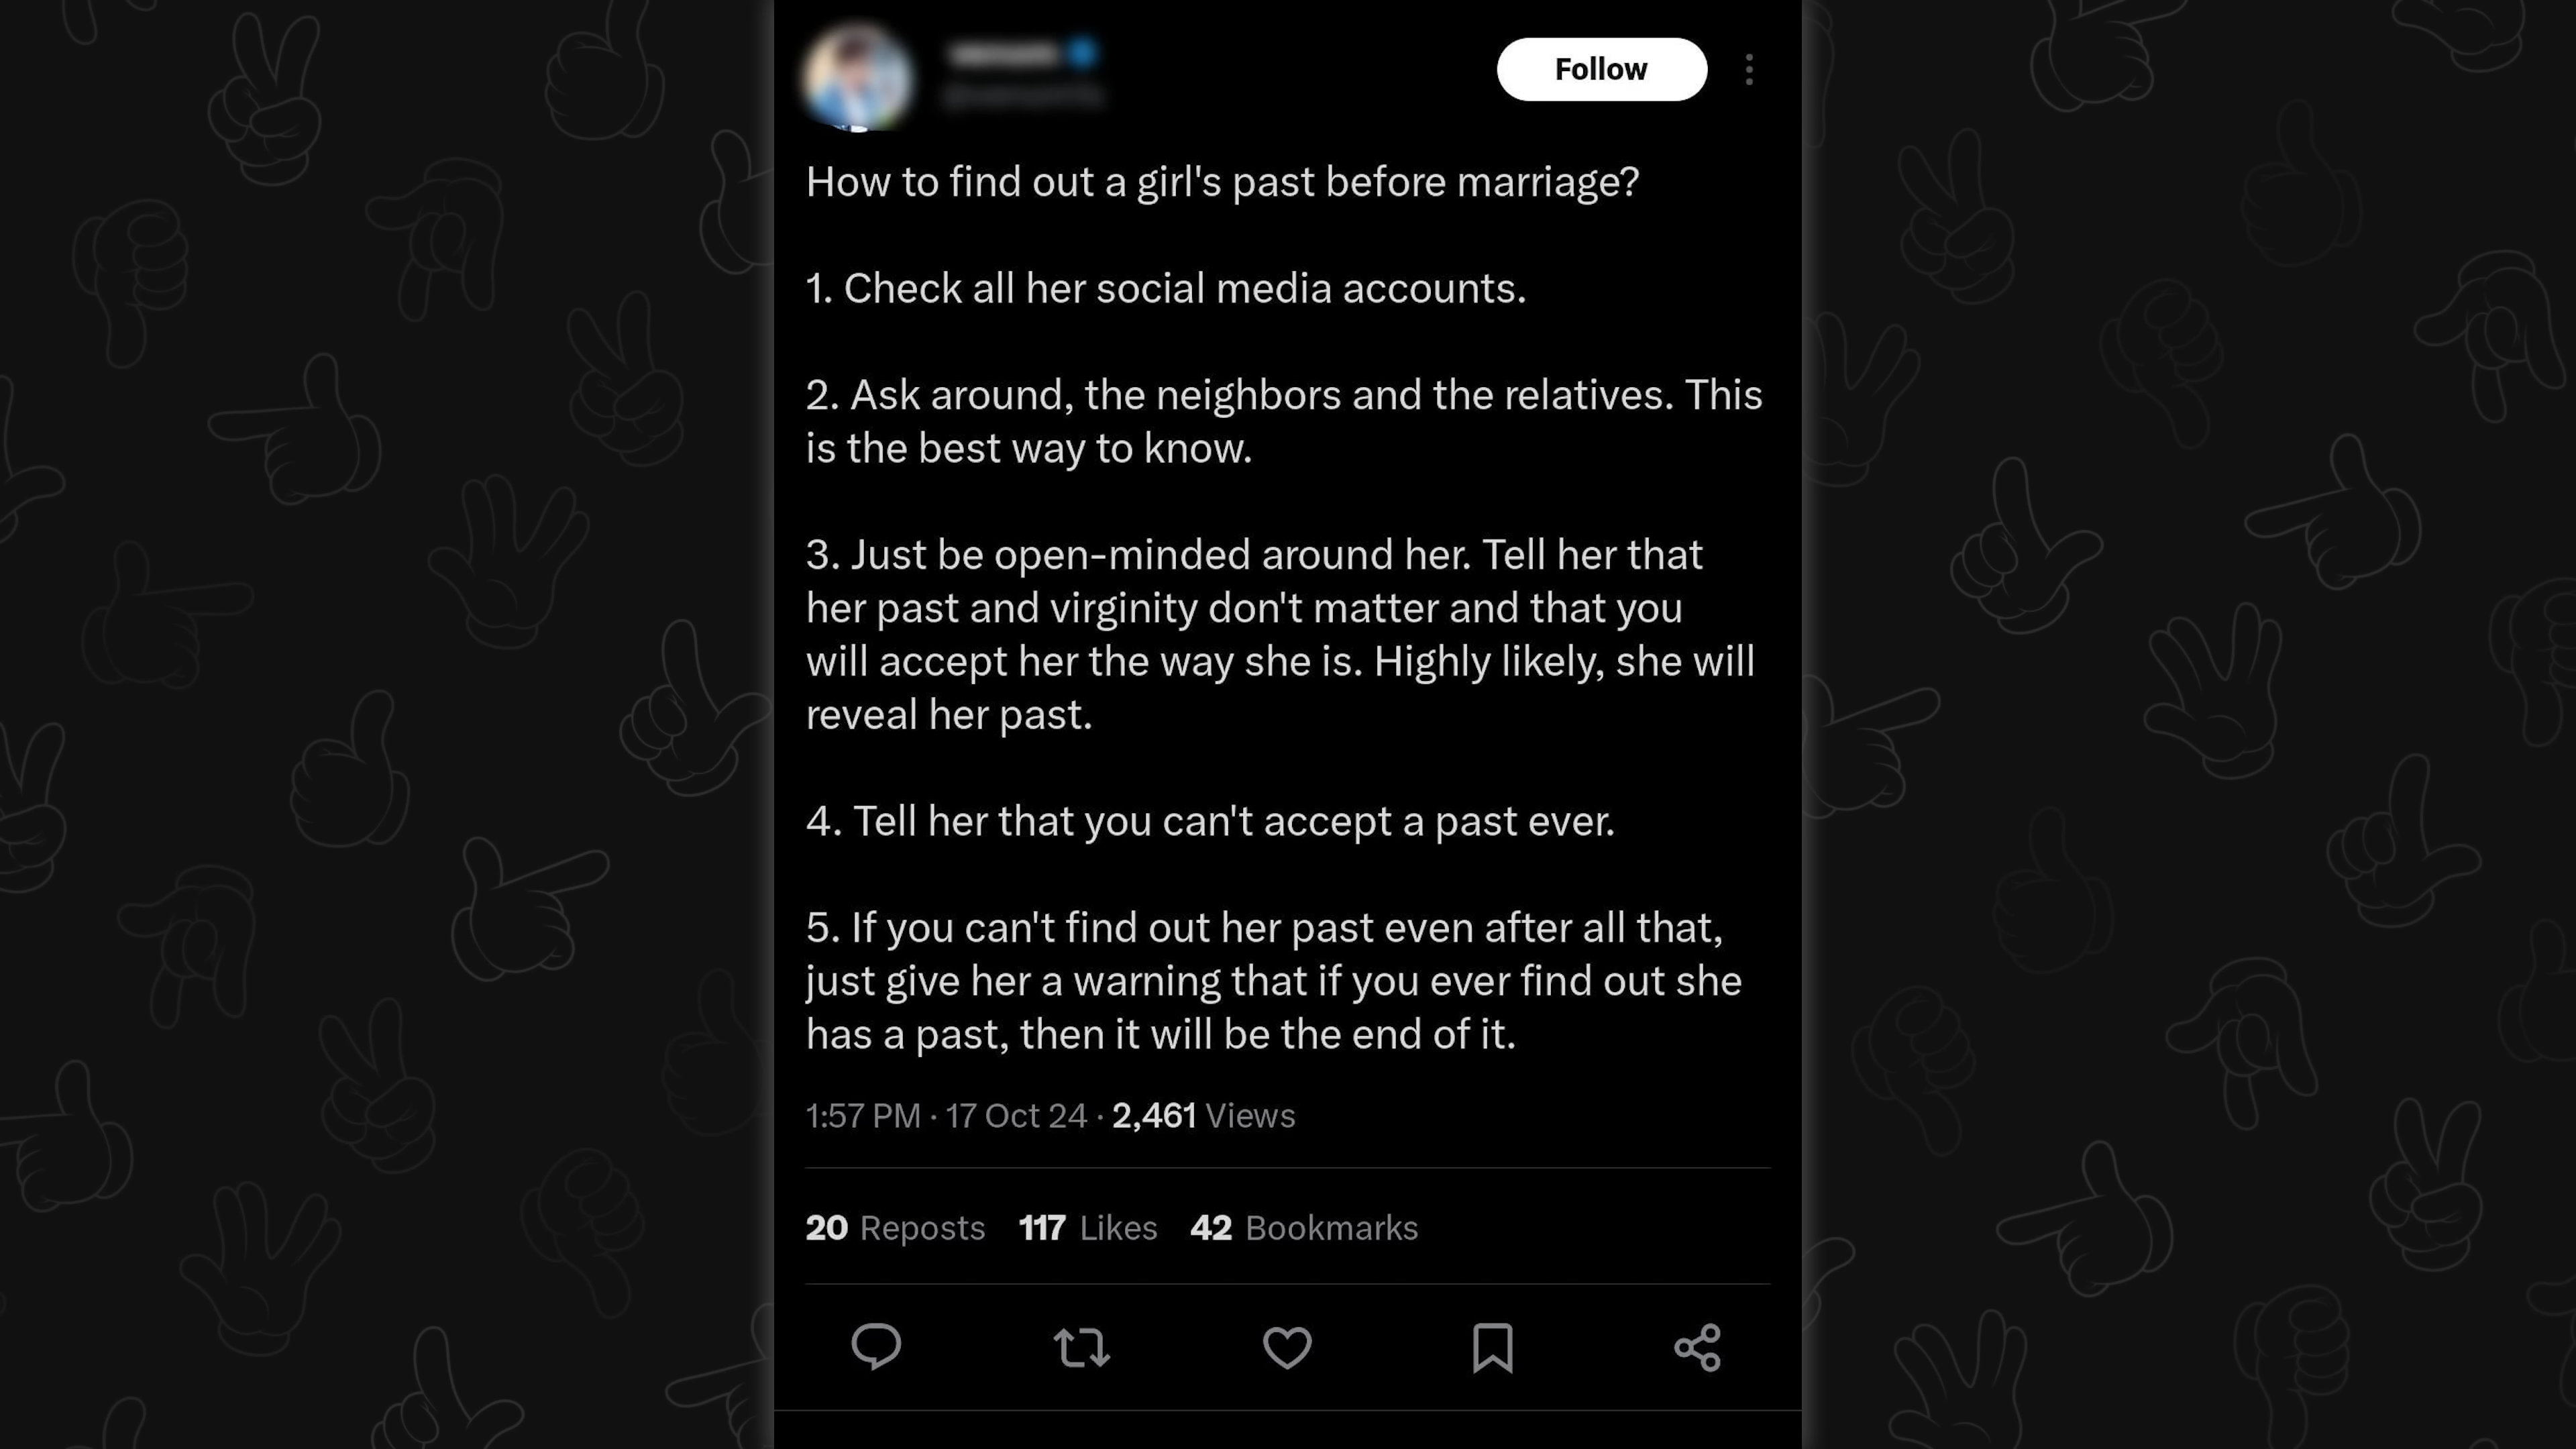 Follow
How to find out a girl's past before marriage?
1. Check all her social media accounts.
2. Ask around, the neighbors and the relatives. This
is the best way to know.
3. Just be open-minded around her. Tell her that
her past and virginity don't matter and that you
will accept her the way she is. Highly likely, she will
reveal her past.
4. Tell her that you can't accept a past ever.
5. If you can't find out her past even after all that,
just give her a warning that if you ever find out she
has a past, then it will be the end of it.
1:57 PM · 17 Oct 24 · 2,461 Views
20 Reposts 117 Likes 42 Bookmarks